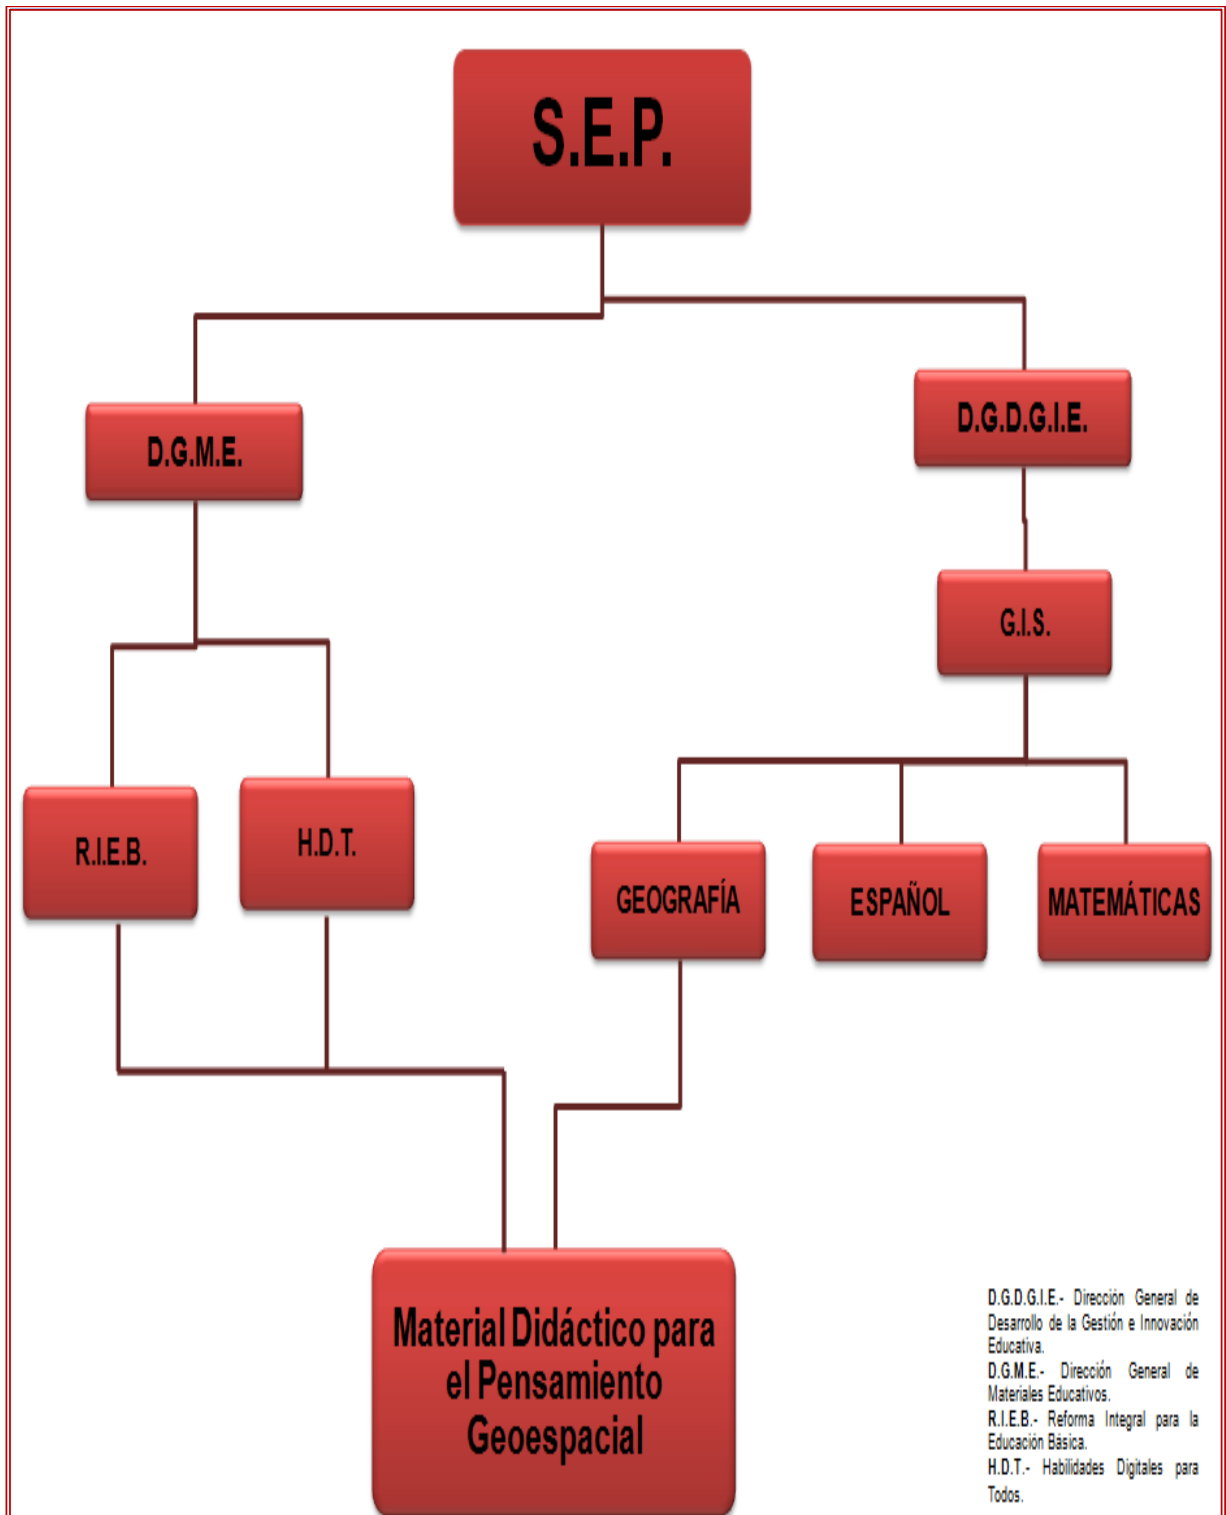 S.E.P.
D.G.M.E.
D.G.D.G.I.E.
G.I.S.
R.I.E.B.
H.D.T.
GEOGRAFÍA
ESPAÑOL
MATEMÁTICAS
Material Didáctico para
el Pensamiento
Geoespacial
D.G.D.G.I.E.- Dirección General de
Desarrollo de la Gestión e Innovación
Educativa.
D.G.M.E.- Dirección General de
Materiales Educativos.
R.I.E.B.- Reforma Integral para la
Educación Básica.
H.D.T.- Habilidades Digitales para
Todos.